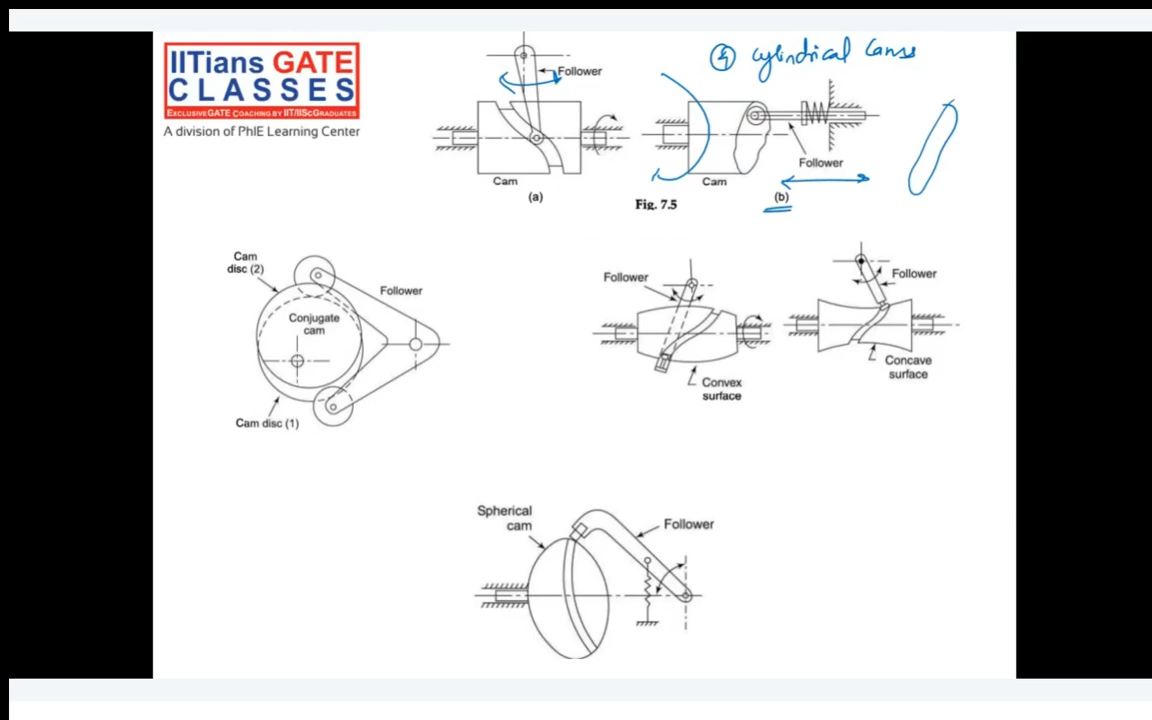 IITians GATE
CLASSES
EXCLUSIVE GATE COACHING BY IIT/IISC GRADUATES
A division of PhIE Learning Center
④ cylindrical Cams
Follower
Cam
(a)
Follower
Cam
(b)
Fig. 7.5
Cam
disc (2)
Follower
Conjugate
cam
Cam disc (1)
Follower
Convex
surface
Follower
Concave
surface
Spherical
cam
Follower